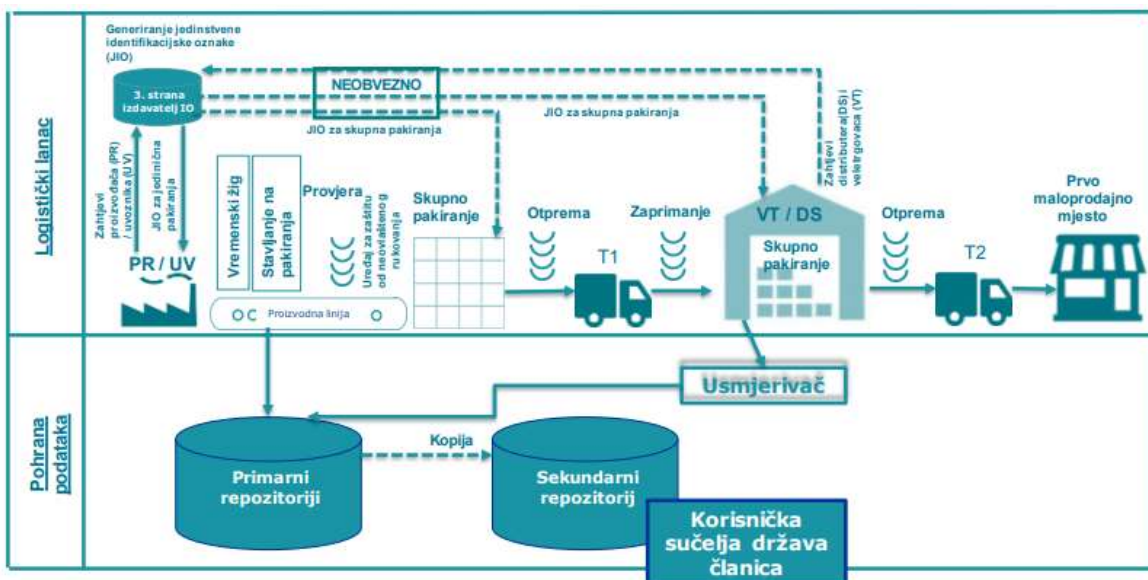 Generiranje jedinstvene
identifikacijske oznake
(JIO)
3. strana
izdavatelj IO
NEOBVEZNO
JIO za skupna pakiranja
JIO za skupna pakiranja
Zahtjevi
proizvođača (PR)
/ uvoznika (UV)
JIO za jedinična
pakiranja
PR / UV
Vremenski žig
Stavljanje na
pakiranja
Provjera
Uređaj za zaštitu
od neovlaštenog
rukovanja
Proizvodna linija
Skupno
pakiranje
Otprema
T1
Zaprimanje
VT / DS
Skupno
pakiranje
Zahtjevi
distributera(DS) i
veletrgovaca (VT)
Otprema
T2
Prvo
maloprodajno
mjesto
Logistički lanac
Pohrana
podataka
Usmjerivač
Primarni
repozitoriji
Kopija
Sekundarni
repozitorij
Korisnička
sučelja država
članica